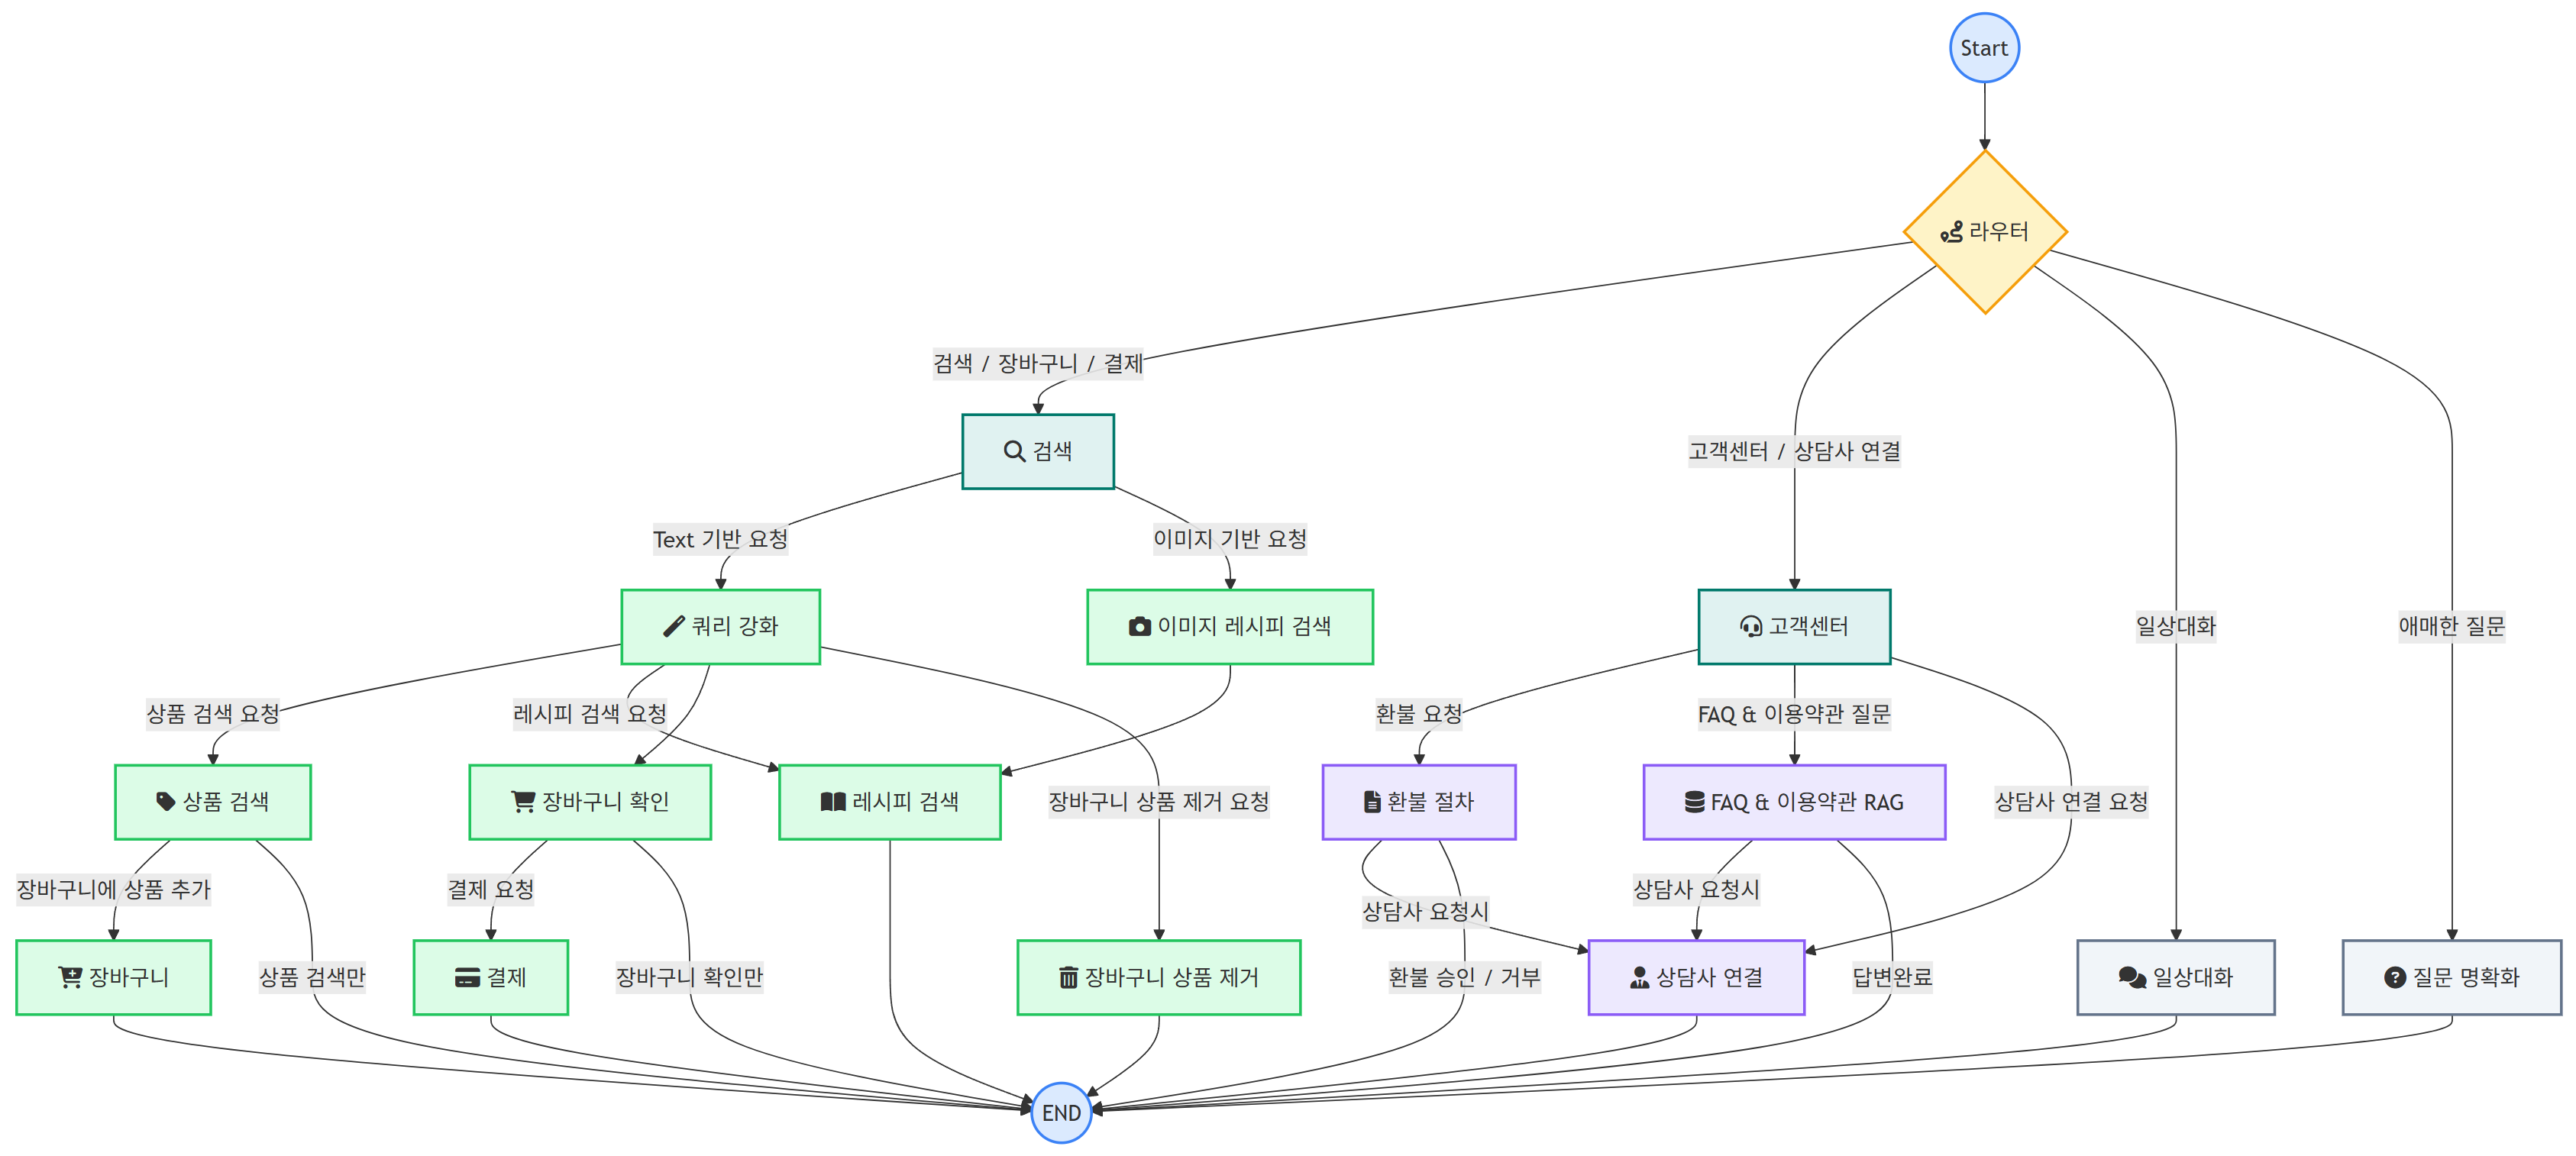 Start
라우터
검색 / 장바구니 / 결제
검색
고객센터 / 상담사 연결
Text 기반 요청
이미지 기반 요청
쿼리 강화
이미지 레시피 검색
고객센터
일상대화
애매한 질문
상품 검색 요청
레시피 검색 요청
환불 요청
FAQ & 이용약관 질문
상품 검색
장바구니 확인
레시피 검색
장바구니 상품 제거 요청
환불 절차
FAQ & 이용약관 RAG
상담사 연결 요청
장바구니에 상품 추가
결제 요청
상담사 요청시
상담사 요청시
장바구니
상품 검색만
결제
장바구니 확인만
장바구니 상품 제거
환불 승인 / 거부
상담사 연결
답변완료
일상대화
질문 명확화
END